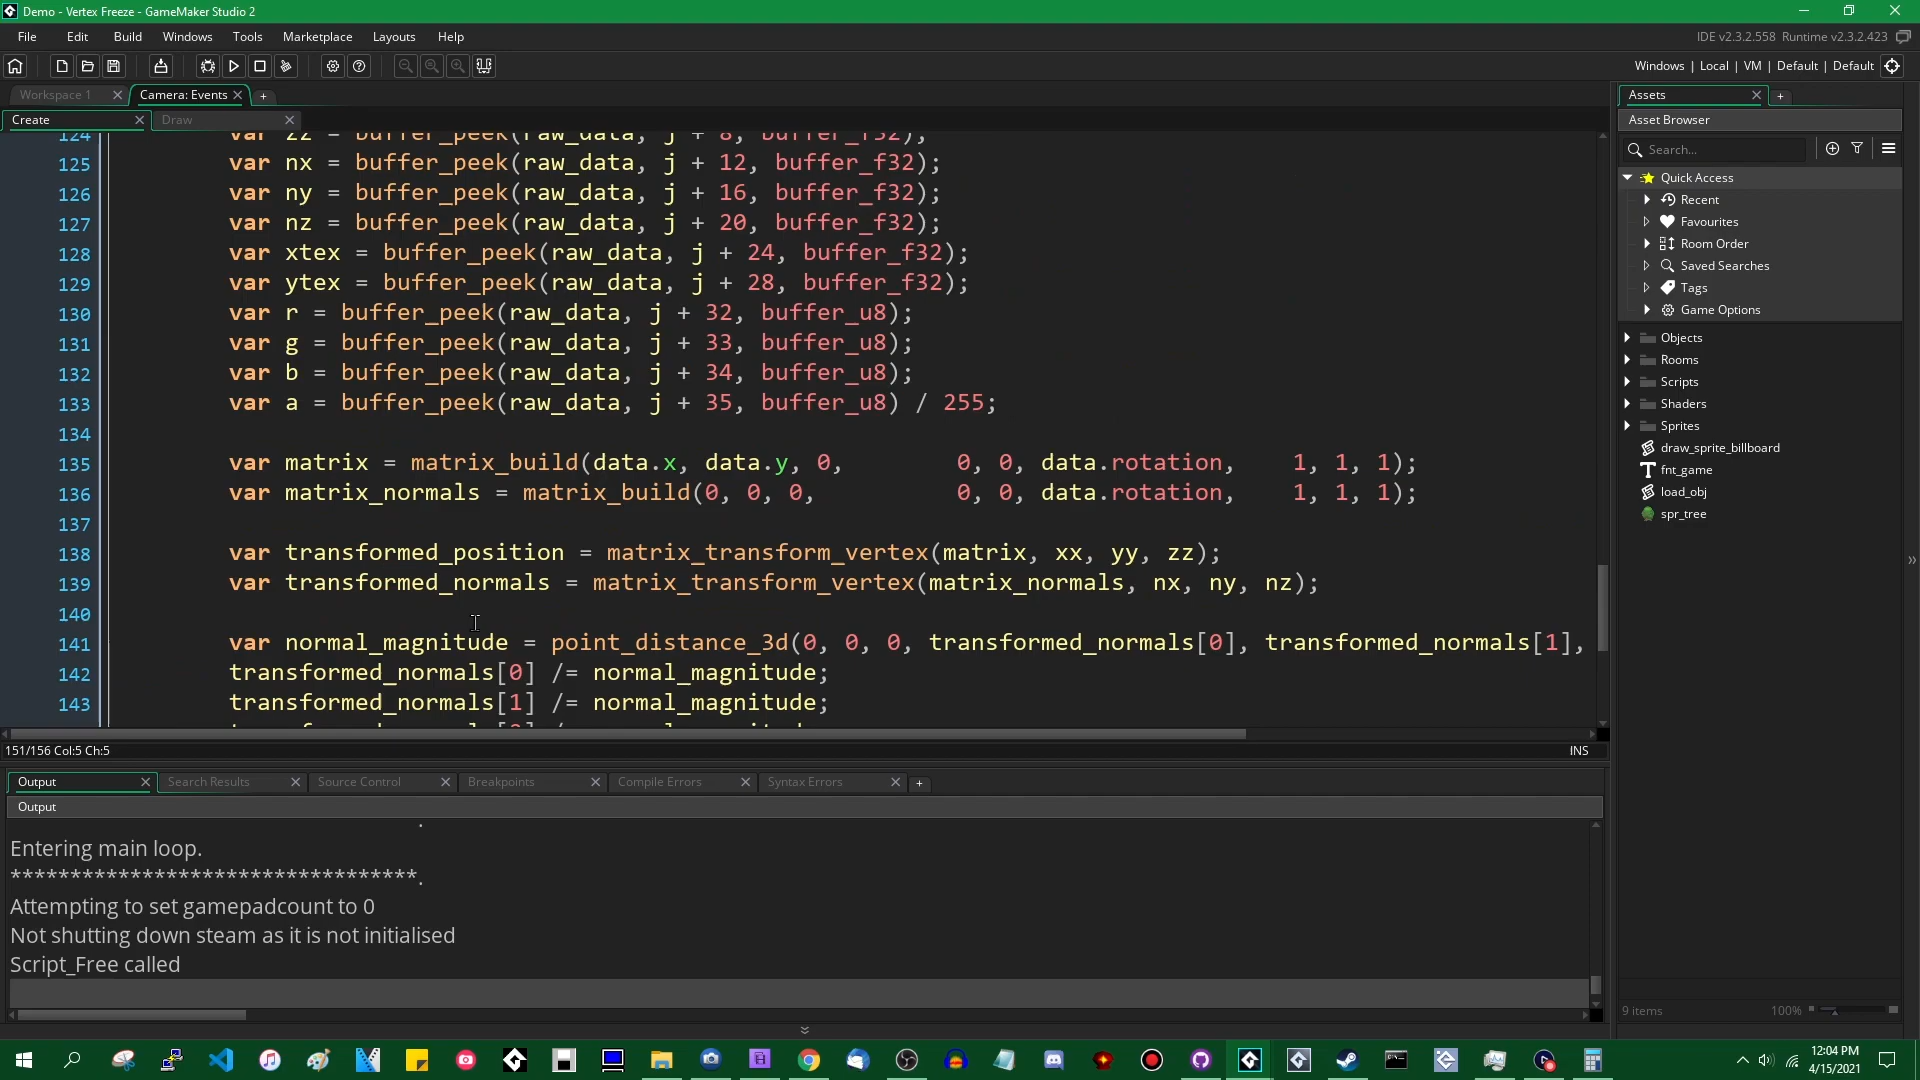 Demo - Vertex Freeze - GameMaker Studio 2
File Edit Build Windows Tools Marketplace Layouts Help
IDE v2.3.2.558 Runtime v2.3.2.423
Windows | Local | VM | Default | Default
Workspace 1
Camera: Events
Create
Draw
124 var zz = buffer_peek(raw_data, j + 8, buffer_f32);
125 var nx = buffer_peek(raw_data, j + 12, buffer_f32);
126 var ny = buffer_peek(raw_data, j + 16, buffer_f32);
127 var nz = buffer_peek(raw_data, j + 20, buffer_f32);
128 var xtex = buffer_peek(raw_data, j + 24, buffer_f32);
129 var ytex = buffer_peek(raw_data, j + 28, buffer_f32);
130 var r = buffer_peek(raw_data, j + 32, buffer_u8);
131 var g = buffer_peek(raw_data, j + 33, buffer_u8);
132 var b = buffer_peek(raw_data, j + 34, buffer_u8);
133 var a = buffer_peek(raw_data, j + 35, buffer_u8) / 255;
134
135 var matrix = matrix_build(data.x, data.y, 0, 0, 0, data.rotation, 1, 1, 1);
136 var matrix_normals = matrix_build(0, 0, 0, 0, 0, data.rotation, 1, 1, 1);
137
138 var transformed_position = matrix_transform_vertex(matrix, xx, yy, zz);
139 var transformed_normals = matrix_transform_vertex(matrix_normals, nx, ny, nz);
140
141 var normal_magnitude = point_distance_3d(0, 0, 0, transformed_normals[0], transformed_normals[1],
142 transformed_normals[0] /= normal_magnitude;
143 transformed_normals[1] /= normal_magnitude;
151/156 Col:5 Ch:5
INS
Output Search Results Source Control Breakpoints Compile Errors Syntax Errors
Output
Entering main loop.
**********************************.
Attempting to set gamepadcount to 0
Not shutting down steam as it is not initialised
Script_Free called
Assets
Asset Browser
Search...
Quick Access
Recent
Favourites
Room Order
Saved Searches
Tags
Game Options
Objects
Rooms
Scripts
Shaders
Sprites
draw_sprite_billboard
fnt_game
load_obj
spr_tree
9 items
100%
12:04 PM
4/15/2021